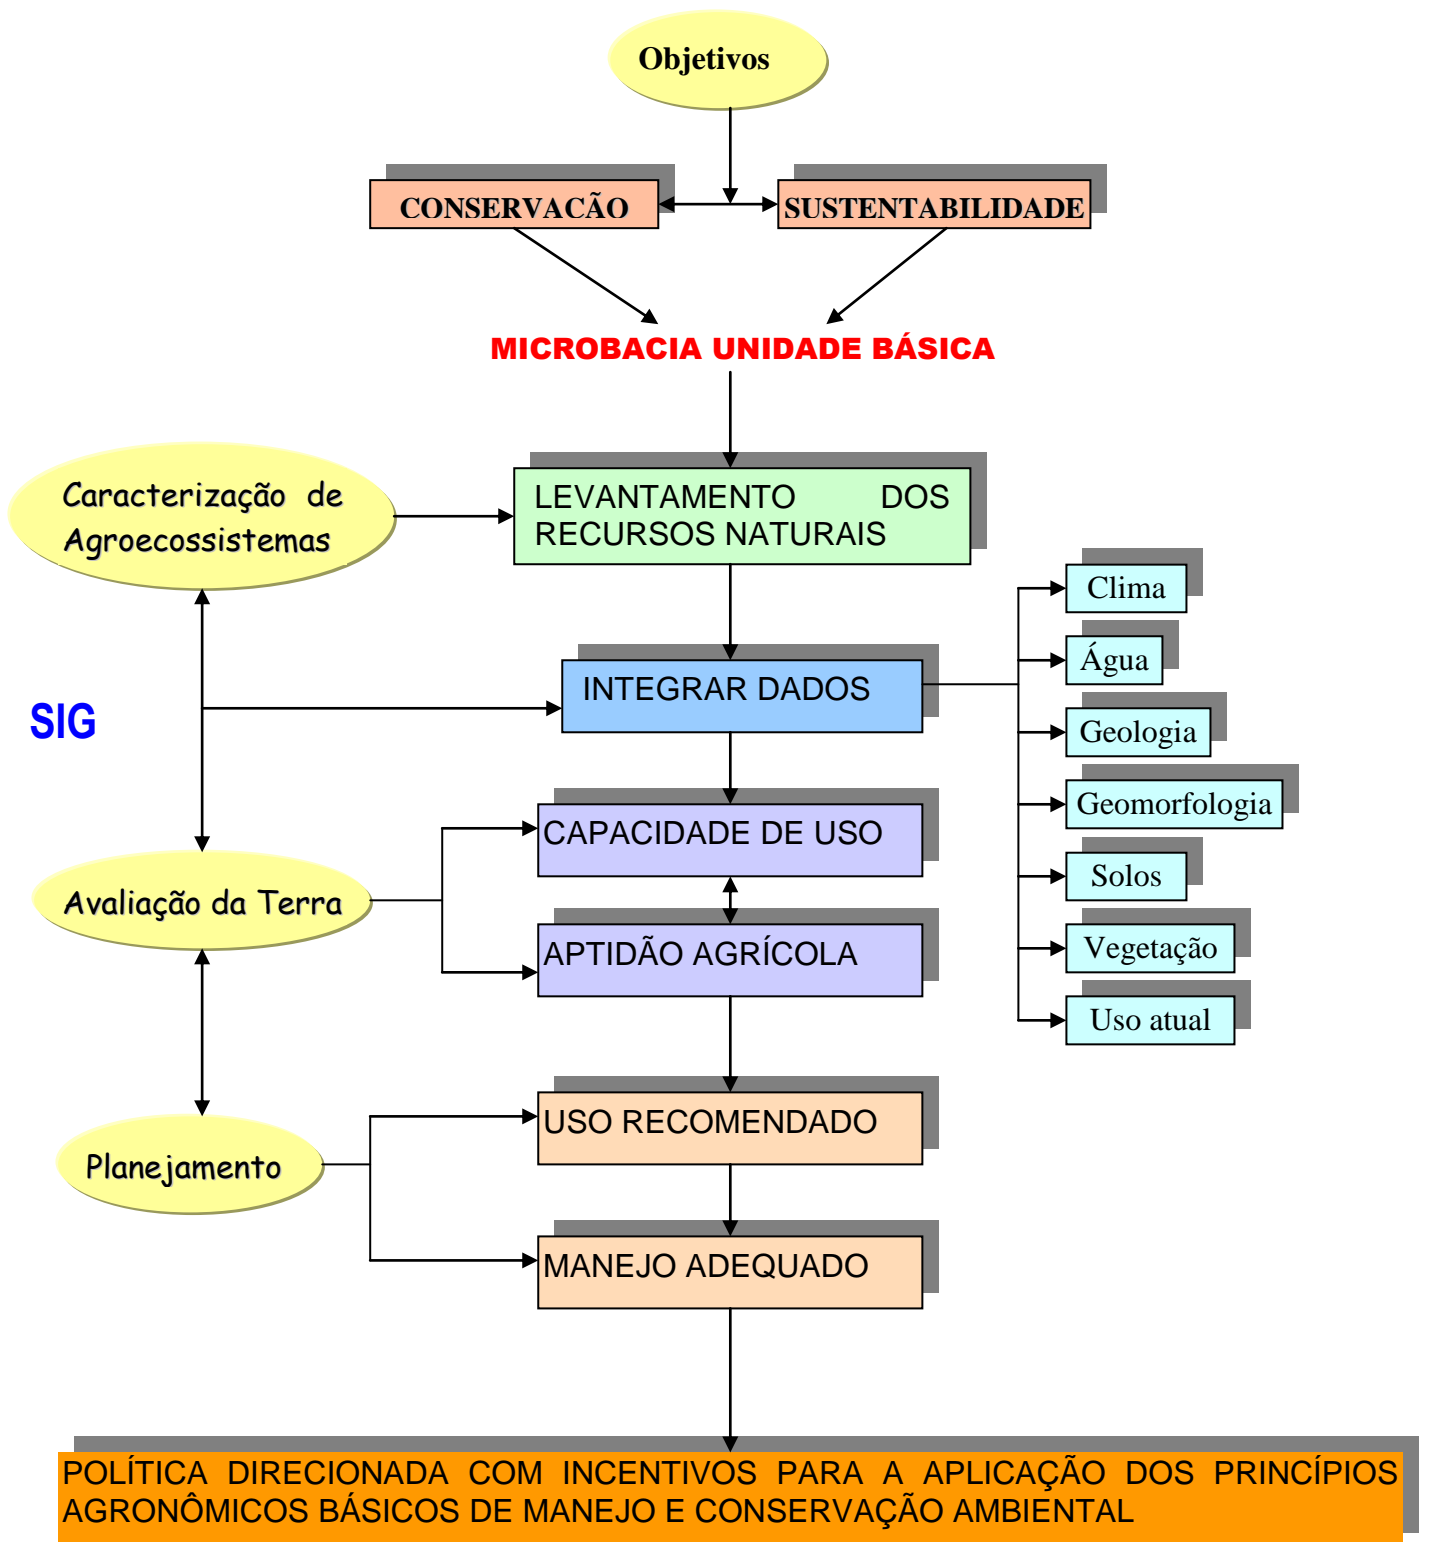 Objetivos
CONSERVACÃO
SUSTENTABILIDADE
MICROBACIA UNIDADE BÁSICA
Caracterização de
Agroecossistemas
LEVANTAMENTO DOS
RECURSOS NATURAIS
Clima
Água
INTEGRAR DADOS
SIG
Geologia
Geomorfologia
CAPACIDADE DE USO
Solos
Avaliação da Terra
Vegetação
APTIDÃO AGRÍCOLA
Uso atual
USO RECOMENDADO
Planejamento
MANEJO ADEQUADO
POLÍTICA DIRECIONADA COM INCENTIVOS PARA A APLICAÇÃO DOS PRINCÍPIOS
AGRONÔMICOS BÁSICOS DE MANEJO E CONSERVAÇÃO AMBIENTAL